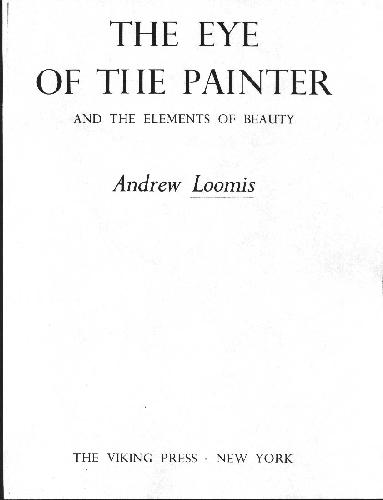 THE EYE
OF THE PAINTER
AND THE ELEMENTS OF BEAUTY
Andrew Loomis
THE VIKING PRESS · NEW YORK